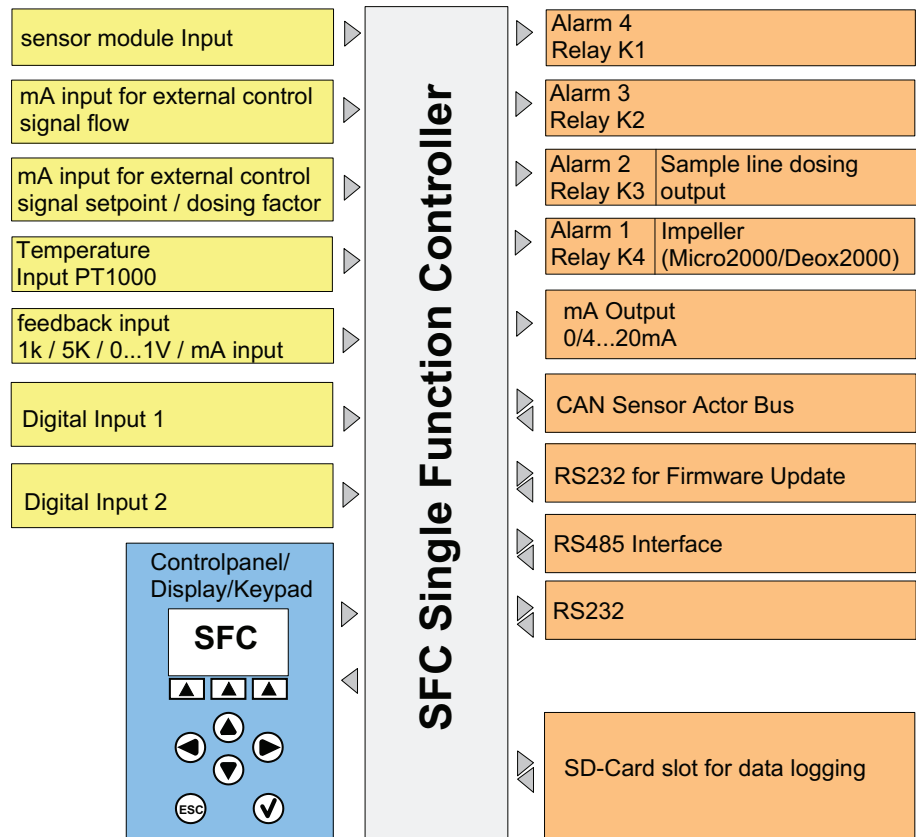 sensor module Input
mA input for external control
signal flow
mA input for external control
signal setpoint / dosing factor
Temperature
Input PT1000
feedback input
1k / 5K / 0...1V / mA input
Digital Input 1
Digital Input 2
Controlpanel/
Display/Keypad
SFC
ESC
SFC Single Function Controller
Alarm 4
Relay K1
Alarm 3
Relay K2
Alarm 2
Relay K3
Sample line dosing
output
Alarm 1
Relay K4
Impeller
(Micro2000/Deox2000)
mA Output
0/4...20mA
CAN Sensor Actor Bus
RS232 for Firmware Update
RS485 Interface
RS232
SD-Card slot for data logging